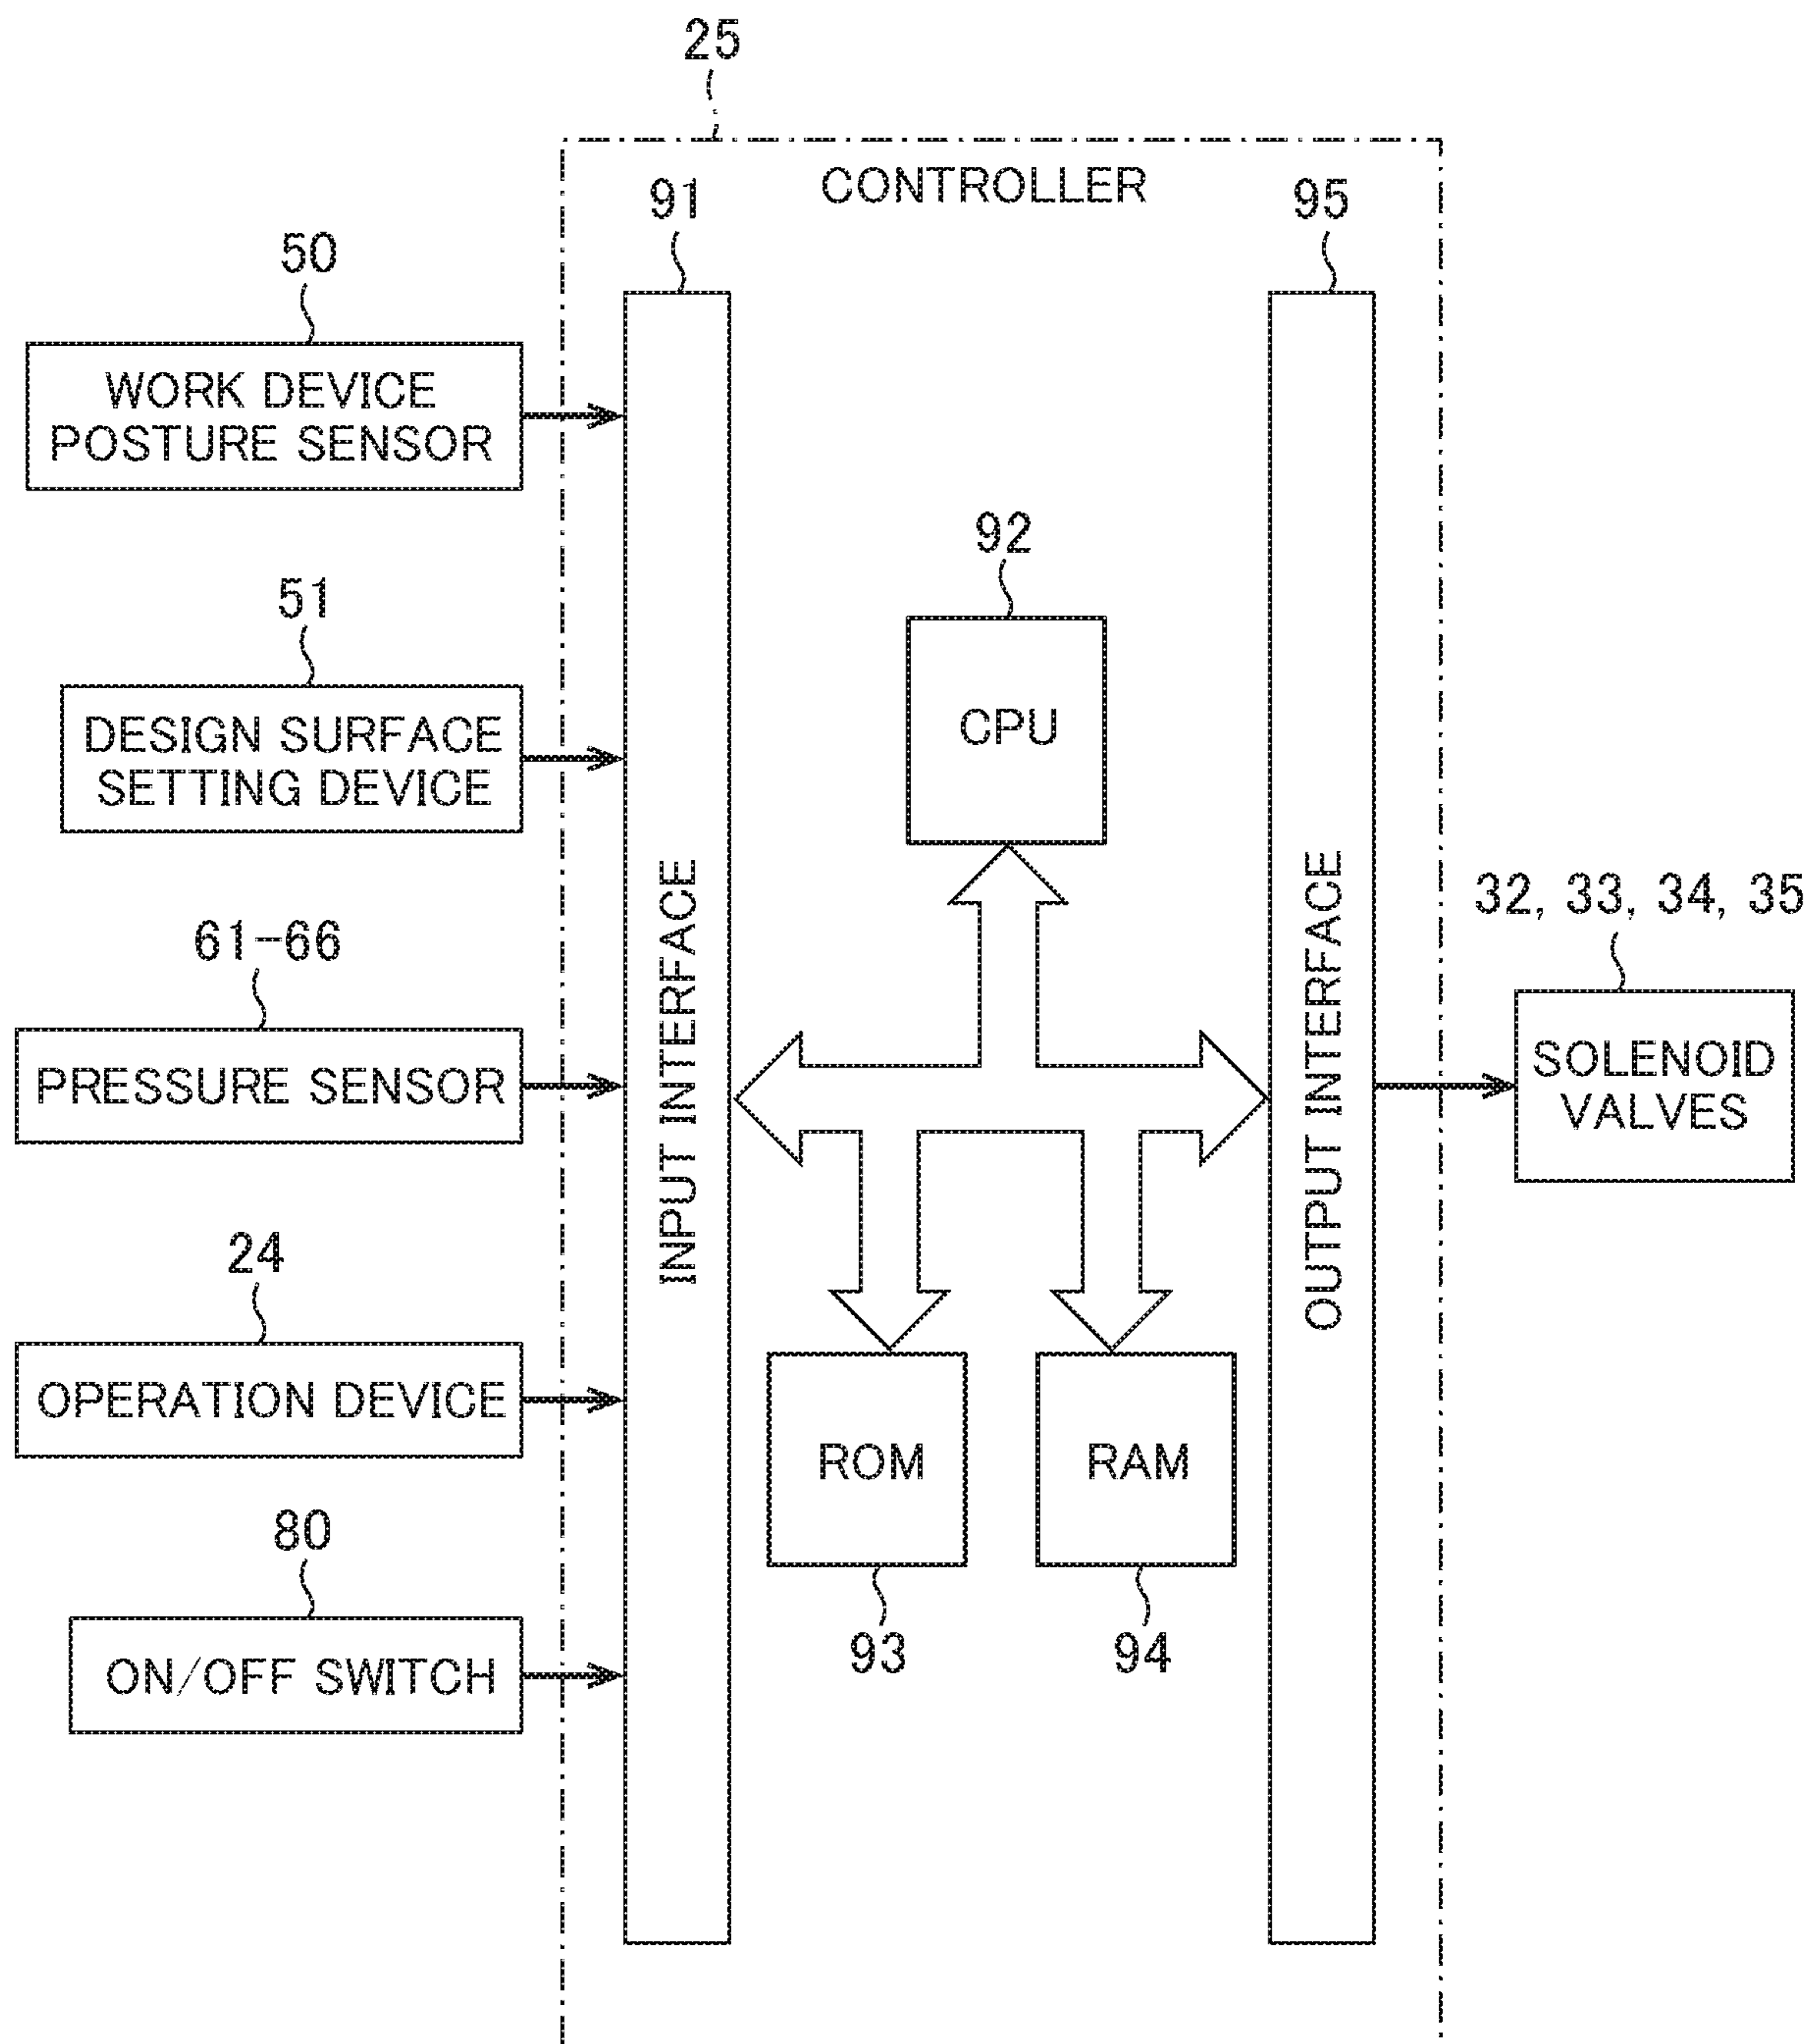 25
CONTROLLER
91
95
50
WORK DEVICE
POSTURE SENSOR
92
CPU
51
DESIGN SURFACE
SETTING DEVICE
INPUT INTERFACE
OUTPUT INTERFACE
32, 33, 34, 35
SOLENOID
VALVES
61-66
PRESSURE SENSOR
24
OPERATION DEVICE
ROM
RAM
93
94
80
ON/OFF SWITCH